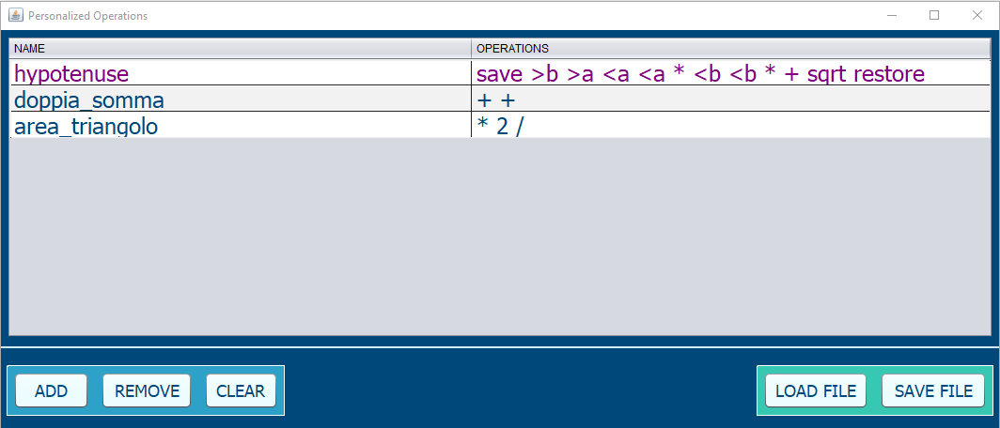 Personalized Operations
NAME OPERATIONS
hypotenuse save >b >a <a <a * <b <b * + sqrt restore
doppia_somma + +
area_triangolo * 2 /
ADD REMOVE CLEAR LOAD FILE SAVE FILE